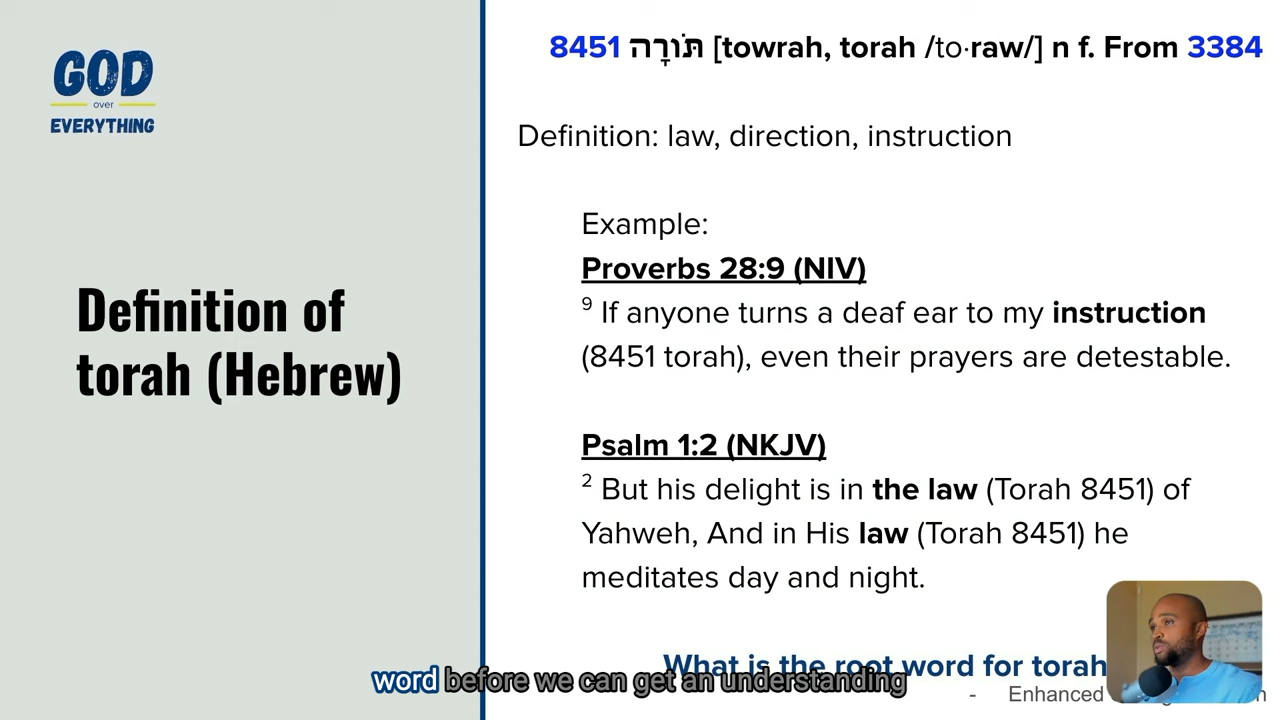 GOD
over
EVERYTHING
Definition of
torah (Hebrew)
8451 תּוֹרָה [towrah, torah /to·raw/] n f. From 3384
Definition: law, direction, instruction
Example:
Proverbs 28:9 (NIV)
9 If anyone turns a deaf ear to my instruction
(8451 torah), even their prayers are detestable.
Psalm 1:2 (NKJV)
2 But his delight is in the law (Torah 8451) of
Yahweh, And in His law (Torah 8451) he
meditates day and night.
What is the root word for torah
word before we can get an understanding
- Enhanced